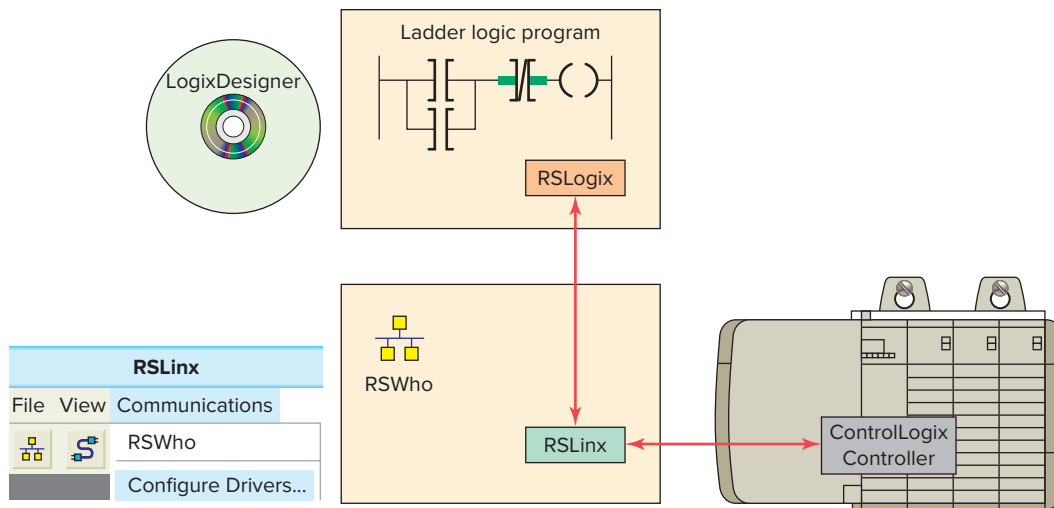 LogixDesigner
Ladder logic program
RSLogix
RSWho
RSLinx
ControlLogix
Controller
RSLinx
File View Communications
RSWho
Configure Drivers...